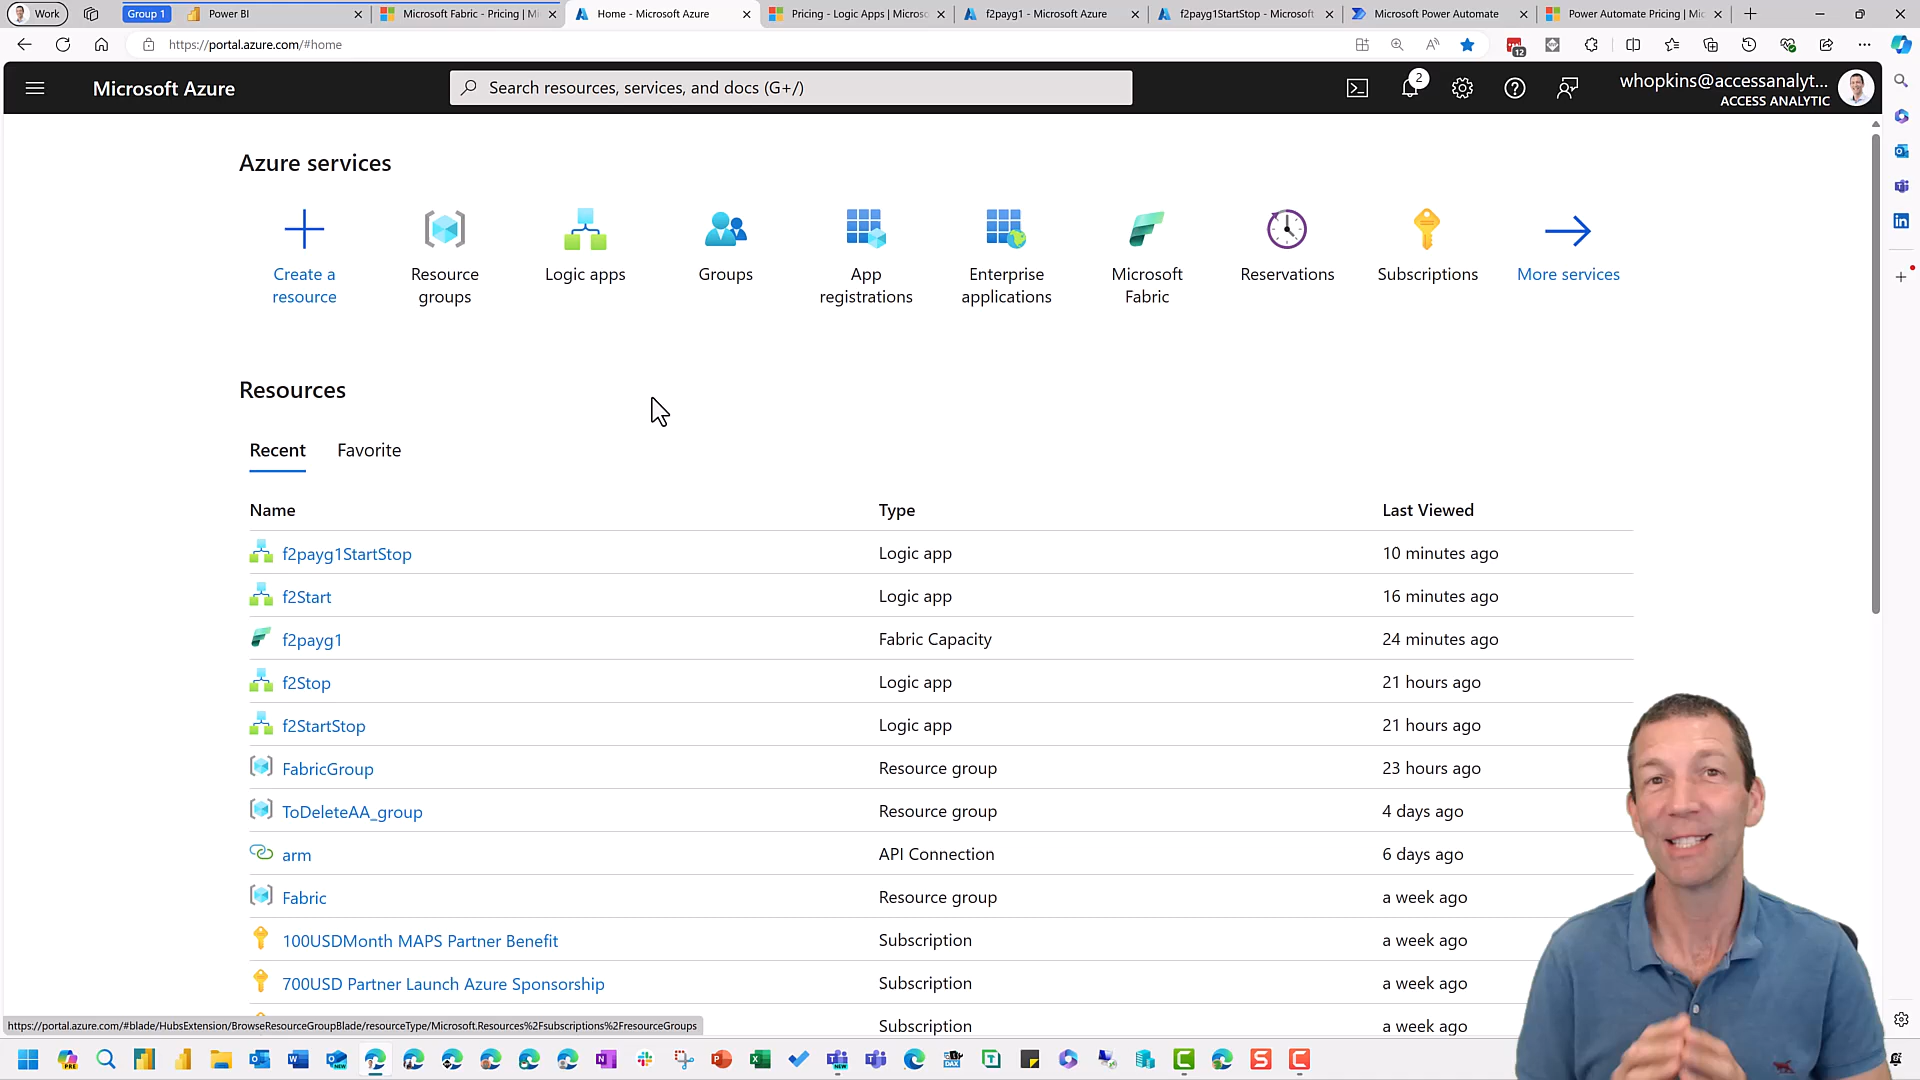 Work
Group 1
Power BI
Microsoft Fabric - Pricing | Mi
Home - Microsoft Azure
Pricing - Logic Apps | Microso
f2payg1 - Microsoft Azure
f2payg1StartStop - Microsoft
Microsoft Power Automate
Power Automate Pricing | Mic
https://portal.azure.com/#home
12
Microsoft Azure
Search resources, services, and docs (G+/)
2
whopkins@accessanalyt...
ACCESS ANALYTIC
Azure services
Create a resource
Resource groups
Logic apps
Groups
App registrations
Enterprise applications
Microsoft Fabric
Reservations
Subscriptions
More services
Resources
Recent Favorite
Name Type Last Viewed
f2payg1StartStop Logic app 10 minutes ago
f2Start Logic app 16 minutes ago
f2payg1 Fabric Capacity 24 minutes ago
f2Stop Logic app 21 hours ago
f2StartStop Logic app 21 hours ago
FabricGroup Resource group 23 hours ago
ToDeleteAA_group Resource group 4 days ago
arm API Connection 6 days ago
Fabric Resource group a week ago
100USDMonth MAPS Partner Benefit Subscription a week ago
700USD Partner Launch Azure Sponsorship Subscription a week ago
Subscription a week ago
https://portal.azure.com/#blade/HubsExtension/BrowseResourceGroupBlade/resourceType/Microsoft.Resources%2Fsubscriptions%2FresourceGroups